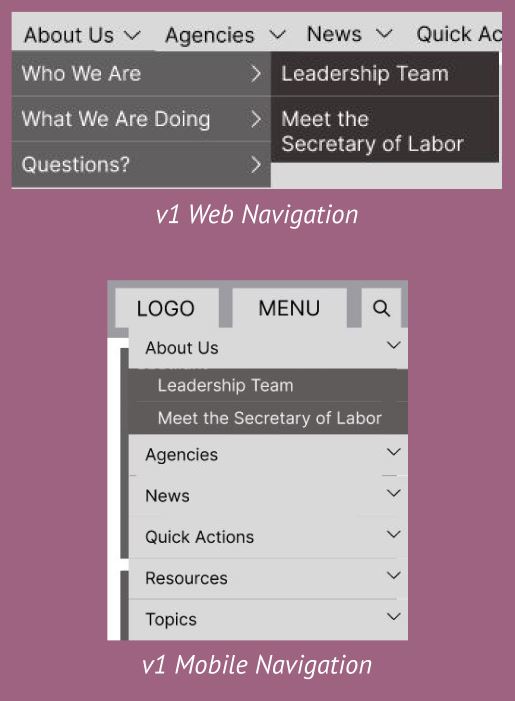 About Us Agencies News Quick Ac
Who We Are Leadership Team
What We Are Doing Meet the
Secretary of Labor
Questions?
v1 Web Navigation
LOGO MENU
About Us
Leadership Team
Meet the Secretary of Labor
Agencies
News
Quick Actions
Resources
Topics
v1 Mobile Navigation